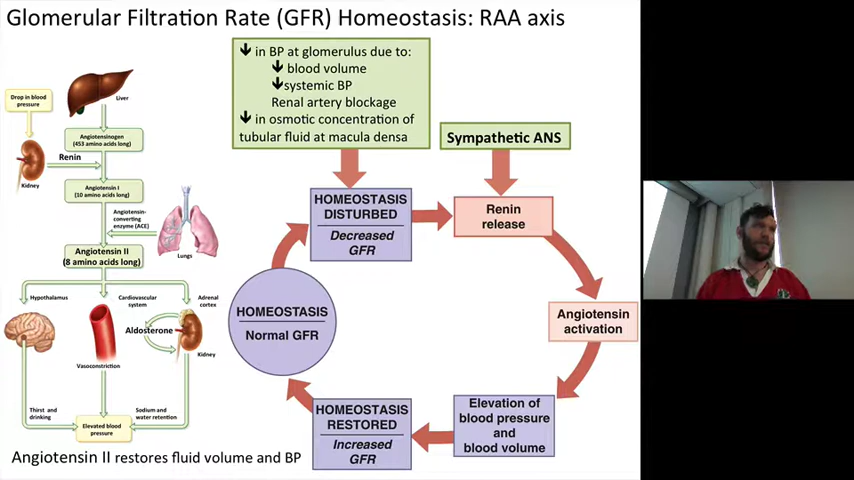 Glomerular Filtration Rate (GFR) Homeostasis: RAA axis
🡇 in BP at glomerulus due to:
🡇 blood volume
🡇systemic BP
Renal artery blockage
🡇 in osmotic concentration of
tubular fluid at macula densa
Sympathetic ANS
HOMEOSTASIS
DISTURBED
Decreased
GFR
Renin
release
Angiotensin
activation
Elevation of
blood pressure
and
blood volume
HOMEOSTASIS
RESTORED
Increased
GFR
HOMEOSTASIS
Normal GFR
Drop in blood
pressure
Liver
Angiotensinogen
(453 amino acids long)
Renin
Kidney
Angiotensin I
(10 amino acids long)
Angiotensin-
converting
enzyme (ACE)
Lungs
Angiotensin II
(8 amino acids long)
Hypothalamus
Cardiovascular
system
Adrenal
cortex
Aldosterone
Kidney
Vasoconstriction
Thirst and
drinking
Sodium and
water retention
Elevated blood
pressure
Angiotensin II restores fluid volume and BP